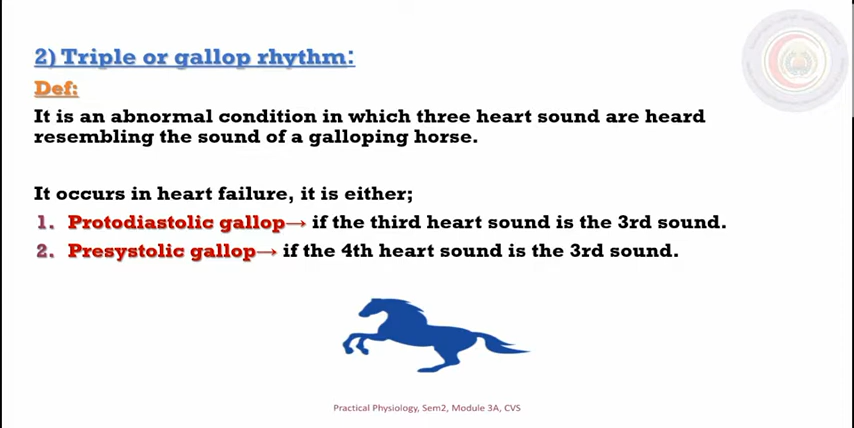 2) Triple or gallop rhythm:
Def:
It is an abnormal condition in which three heart sound are heard
resembling the sound of a galloping horse.
It occurs in heart failure, it is either;
1. Protodiastolic gallop→ if the third heart sound is the 3rd sound.
2. Presystolic gallop→ if the 4th heart sound is the 3rd sound.
Practical Physiology, Sem2, Module 3A, CVS